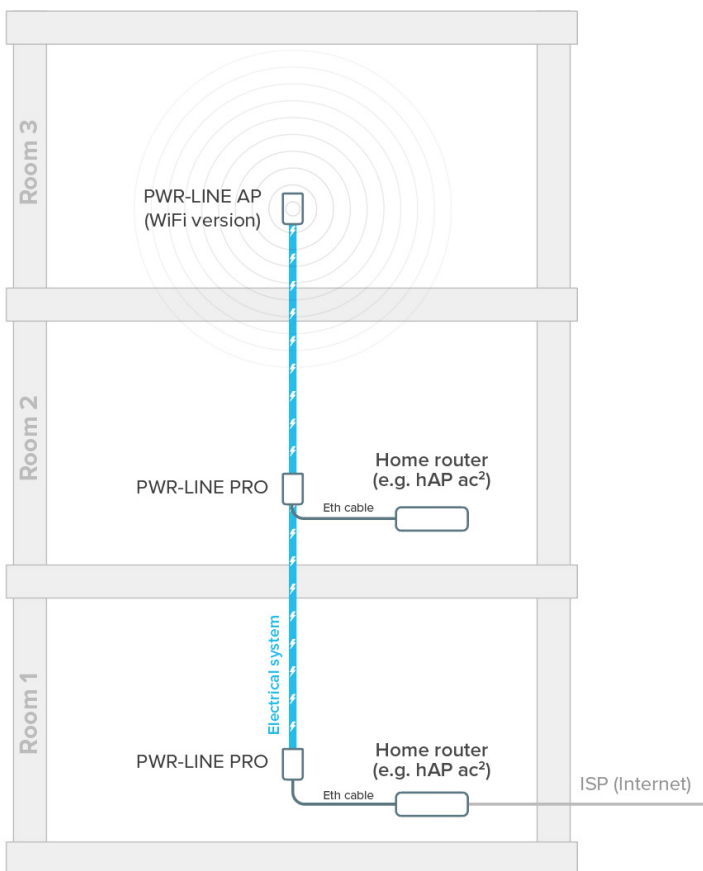 Room 3
PWR-LINE AP
(WiFi version)
Room 2
Home router
(e.g. hAP ac²)
PWR-LINE PRO
Eth cable
Electrical system
Room 1
Home router
(e.g. hAP ac²)
PWR-LINE PRO
ISP (Internet)
Eth cable